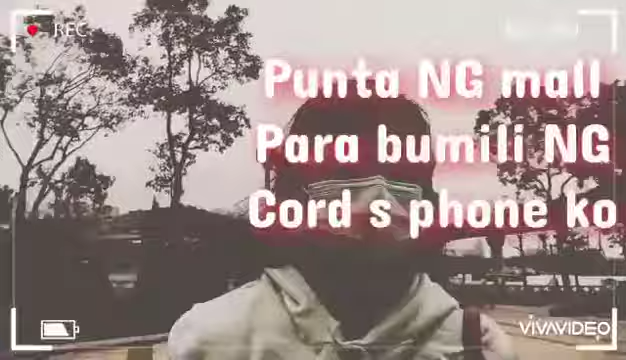 REC
Punta NG mall
Para bumili NG
Cord s phone ko
VIVAVIDEO